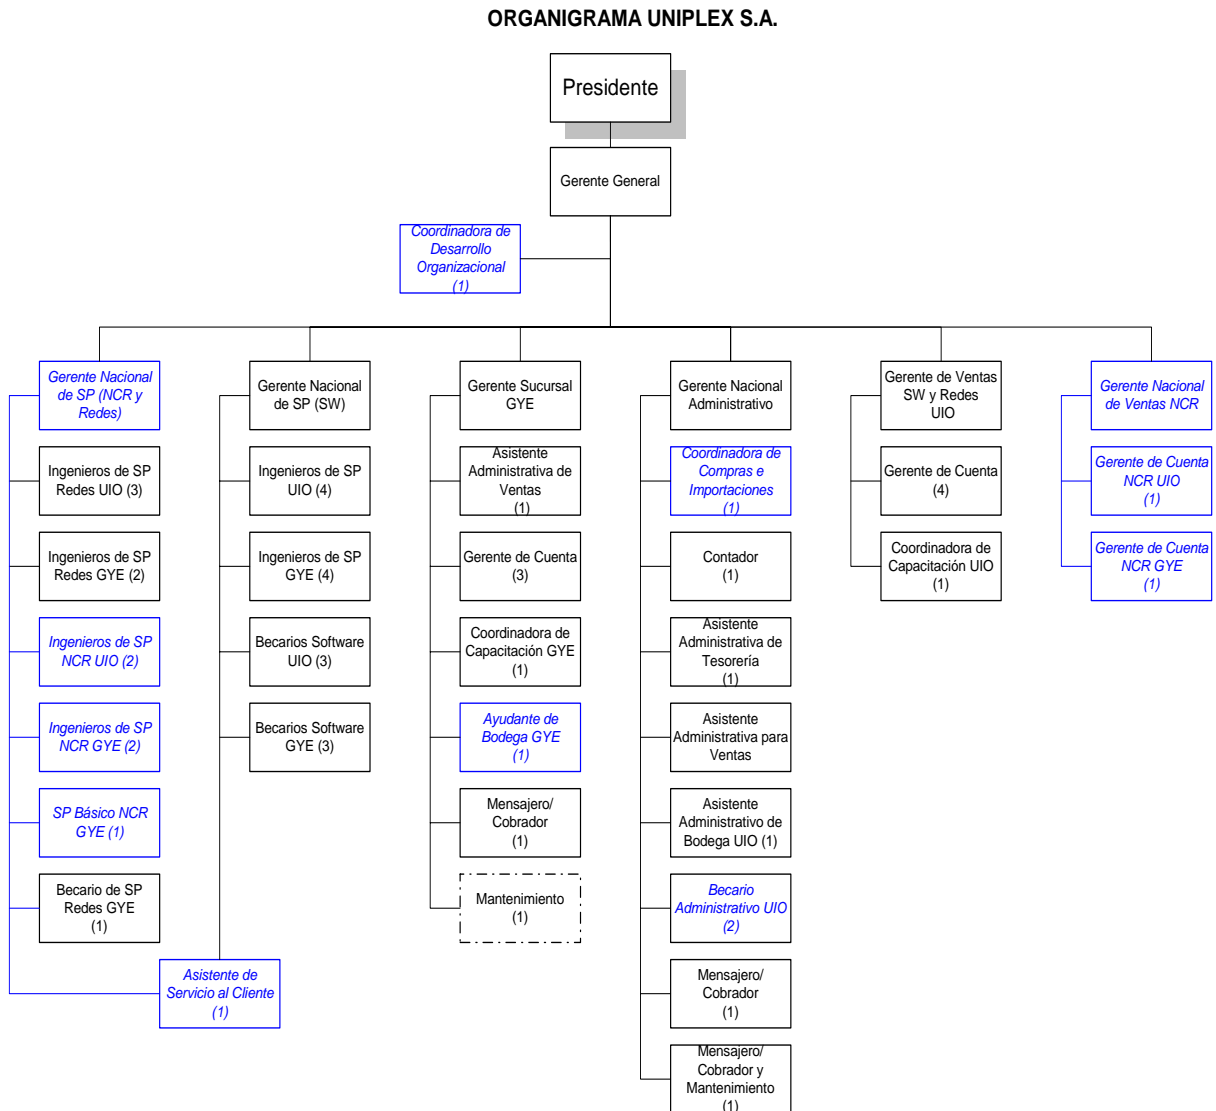 ORGANIGRAMA UNIPLEX S.A.
Presidente
Gerente General
Coordinadora de
Desarrollo
Organizacional
(1)
Gerente Nacional
de SP (NCR y
Redes)
Ingenieros de SP
Redes UIO (3)
Ingenieros de SP
Redes GYE (2)
Ingenieros de SP
NCR UIO (2)
Ingenieros de SP
NCR GYE (2)
SP Básico NCR
GYE (1)
Becario de SP
Redes GYE
(1)
Asistente de
Servicio al Cliente
(1)
Gerente Nacional
de SP (SW)
Ingenieros de SP
UIO (4)
Ingenieros de SP
GYE (4)
Becarios Software
UIO (3)
Becarios Software
GYE (3)
Gerente Sucursal
GYE
Asistente
Administrativa de
Ventas
(1)
Gerente de Cuenta
(3)
Coordinadora de
Capacitación GYE
(1)
Ayudante de
Bodega GYE
(1)
Mensajero/
Cobrador
(1)
Mantenimiento
(1)
Gerente Nacional
Administrativo
Coordinadora de
Compras e
Importaciones
(1)
Contador
(1)
Asistente
Administrativa de
Tesorería
(1)
Asistente
Administrativa para
Ventas
Asistente
Administrativo de
Bodega UIO (1)
Becario
Administrativo UIO
(2)
Mensajero/
Cobrador
(1)
Mensajero/
Cobrador y
Mantenimiento
(1)
Gerente de Ventas
SW y Redes
UIO
Gerente de Cuenta
(4)
Coordinadora de
Capacitación UIO
(1)
Gerente Nacional
de Ventas NCR
Gerente de Cuenta
NCR UIO
(1)
Gerente de Cuenta
NCR GYE
(1)